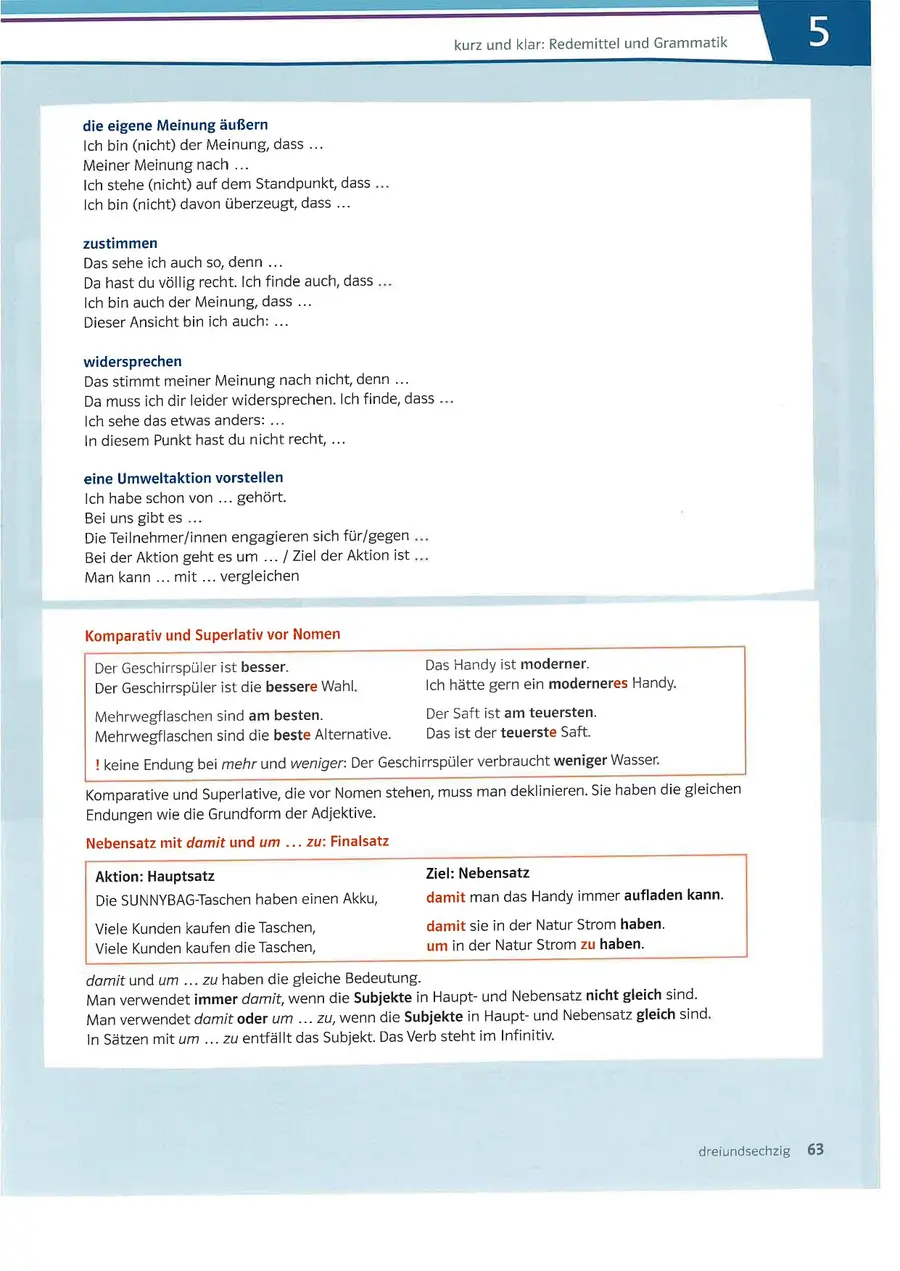 kurz und klar: Redemittel und Grammatik
5
die eigene Meinung äußern
Ich bin (nicht) der Meinung, dass ...
Meiner Meinung nach ...
Ich stehe (nicht) auf dem Standpunkt, dass ...
Ich bin (nicht) davon überzeugt, dass ...
zustimmen
Das sehe ich auch so, denn ...
Da hast du völlig recht. Ich finde auch, dass ...
Ich bin auch der Meinung, dass ...
Dieser Ansicht bin ich auch: ...
widersprechen
Das stimmt meiner Meinung nach nicht, denn ...
Da muss ich dir leider widersprechen. Ich finde, dass ...
Ich sehe das etwas anders: ...
In diesem Punkt hast du nicht recht, ...
eine Umweltaktion vorstellen
Ich habe schon von ... gehört.
Bei uns gibt es ...
Die Teilnehmer/innen engagieren sich für/gegen ...
Bei der Aktion geht es um ... / Ziel der Aktion ist ...
Man kann ... mit ... vergleichen
Komparativ und Superlativ vor Nomen
Der Geschirrspüler ist besser. Das Handy ist moderner.
Der Geschirrspüler ist die bessere Wahl. Ich hätte gern ein moderneres Handy.
Mehrwegflaschen sind am besten. Der Saft ist am teuersten.
Mehrwegflaschen sind die beste Alternative. Das ist der teuerste Saft.
! keine Endung bei mehr und weniger: Der Geschirrspüler verbraucht weniger Wasser.
Komparative und Superlative, die vor Nomen stehen, muss man deklinieren. Sie haben die gleichen
Endungen wie die Grundform der Adjektive.
Nebensatz mit damit und um ... zu: Finalsatz
Aktion: Hauptsatz Ziel: Nebensatz
Die SUNNYBAG-Taschen haben einen Akku, damit man das Handy immer aufladen kann.
Viele Kunden kaufen die Taschen, damit sie in der Natur Strom haben.
Viele Kunden kaufen die Taschen, um in der Natur Strom zu haben.
damit und um ... zu haben die gleiche Bedeutung.
Man verwendet immer damit, wenn die Subjekte in Haupt- und Nebensatz nicht gleich sind.
Man verwendet damit oder um ... zu, wenn die Subjekte in Haupt- und Nebensatz gleich sind.
In Sätzen mit um ... zu entfällt das Subjekt. Das Verb steht im Infinitiv.
dreiundsechzig 63